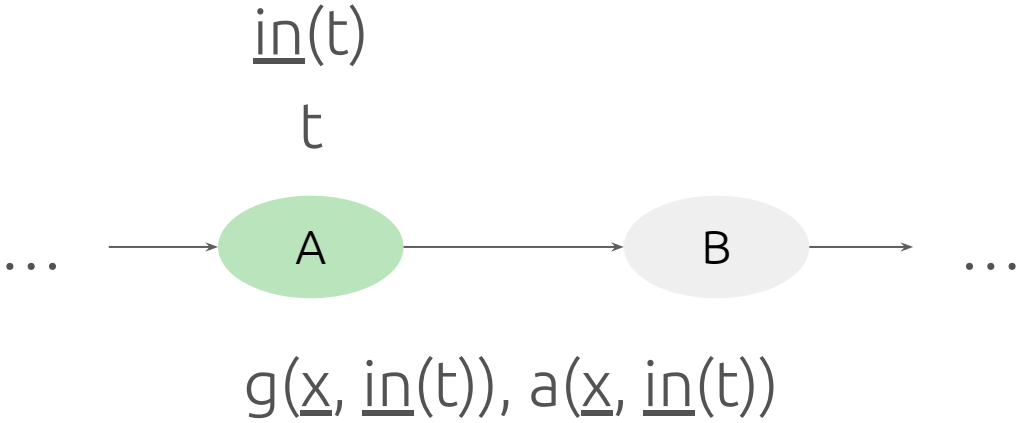 in(t)
t
... A B ...
g(x, in(t)), a(x, in(t))